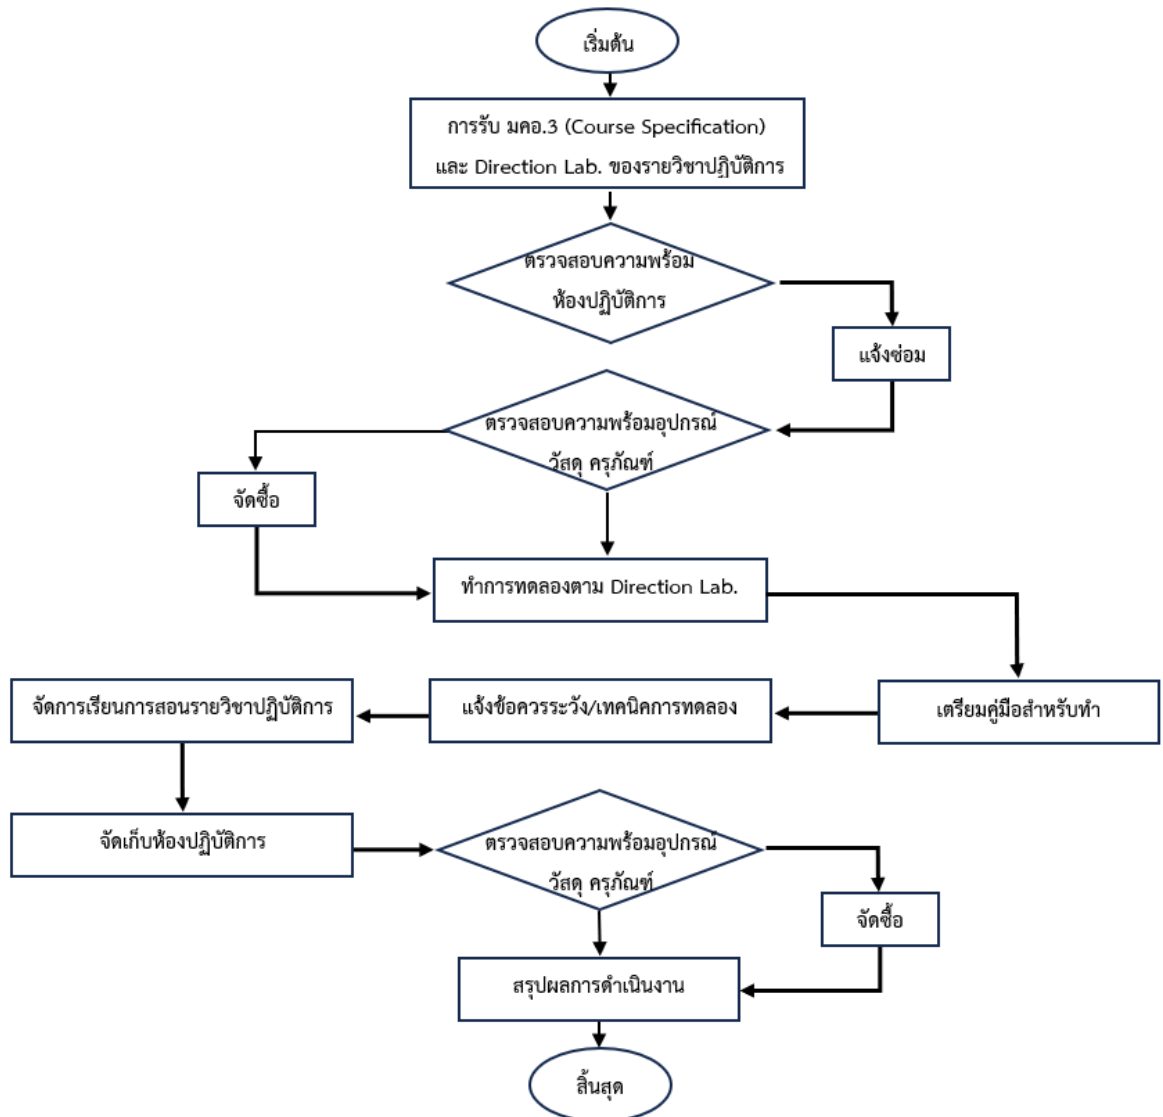 เริ่มต้น
การรับ มคอ.3 (Course Specification)
และ Direction Lab. ของรายวิชาปฏิบัติการ
ตรวจสอบความพร้อม
ห้องปฏิบัติการ
แจ้งซ่อม
ตรวจสอบความพร้อมอุปกรณ์
วัสดุ ครุภัณฑ์
จัดซื้อ
ทำการทดลองตาม Direction Lab.
เตรียมคู่มือสำหรับทำ
แจ้งข้อควรระวัง/เทคนิคการทดลอง
จัดการเรียนการสอนรายวิชาปฏิบัติการ
จัดเก็บห้องปฏิบัติการ
ตรวจสอบความพร้อมอุปกรณ์
วัสดุ ครุภัณฑ์
จัดซื้อ
สรุปผลการดำเนินงาน
สิ้นสุด